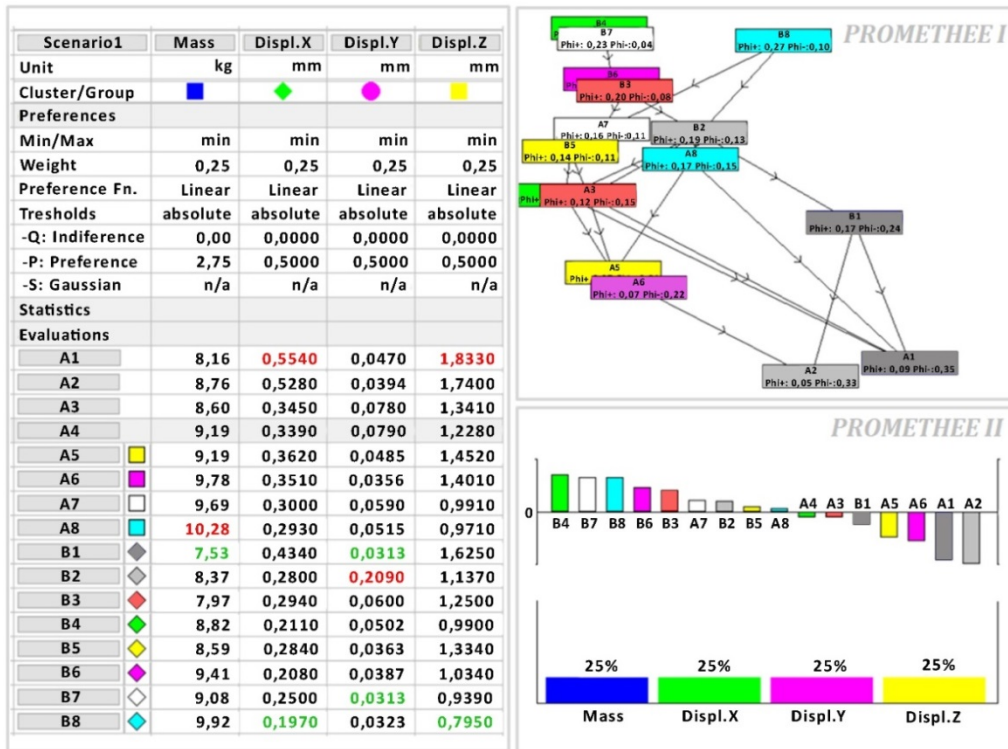 Scenario1 Mass Displ.X Displ.Y Displ.Z
Unit kg mm mm mm
Cluster/Group
Preferences
Min/Max min min min min
Weight 0,25 0,25 0,25 0,25
Preference Fn. Linear Linear Linear Linear
Tresholds absolute absolute absolute absolute
-Q: Indiference 0,00 0,0000 0,0000 0,0000
-P: Preference 2,75 0,5000 0,5000 0,5000
-S: Gaussian n/a n/a n/a n/a
Statistics
Evaluations
A1 8,16 0,5540 0,0470 1,8330
A2 8,76 0,5280 0,0394 1,7400
A3 8,60 0,3450 0,0780 1,3410
A4 9,19 0,3390 0,0790 1,2280
A5 9,19 0,3620 0,0485 1,4520
A6 9,78 0,3510 0,0356 1,4010
A7 9,69 0,3000 0,0590 0,9910
A8 10,28 0,2930 0,0515 0,9710
B1 7,53 0,4340 0,0313 1,6250
B2 8,37 0,2800 0,2090 1,1370
B3 7,97 0,2940 0,0600 1,2500
B4 8,82 0,2110 0,0502 0,9900
B5 8,59 0,2840 0,0363 1,3340
B6 9,41 0,2080 0,0387 1,0340
B7 9,08 0,2500 0,0313 0,9390
B8 9,92 0,1970 0,0323 0,7950
PROMETHEE I
B4
B7
Phi+: 0,23 Phi-:0,04
B8
Phi+: 0,27 Phi-:0,10
B6
B3
Phi+: 0,20 Phi-:0,08
A7
Phi+: 0,16 Phi-:0,11
B2
Phi+: 0,19 Phi-:0,13
B5
Phi+: 0,14 Phi-:0,11
A8
Phi+: 0,17 Phi-:0,15
A3
Phi+: 0,12 Phi-:0,15
B1
Phi+: 0,17 Phi-:0,24
A5
A6
Phi+: 0,07 Phi-:0,22
A2
Phi+: 0,05 Phi-:0,33
A1
Phi+: 0,09 Phi-:0,35
PROMETHEE II
0
B4 B7 B8 B6 B3 A7 B2 B5 A8 A4 A3 B1 A5 A6 A1 A2
25% 25% 25% 25%
Mass Displ.X Displ.Y Displ.Z